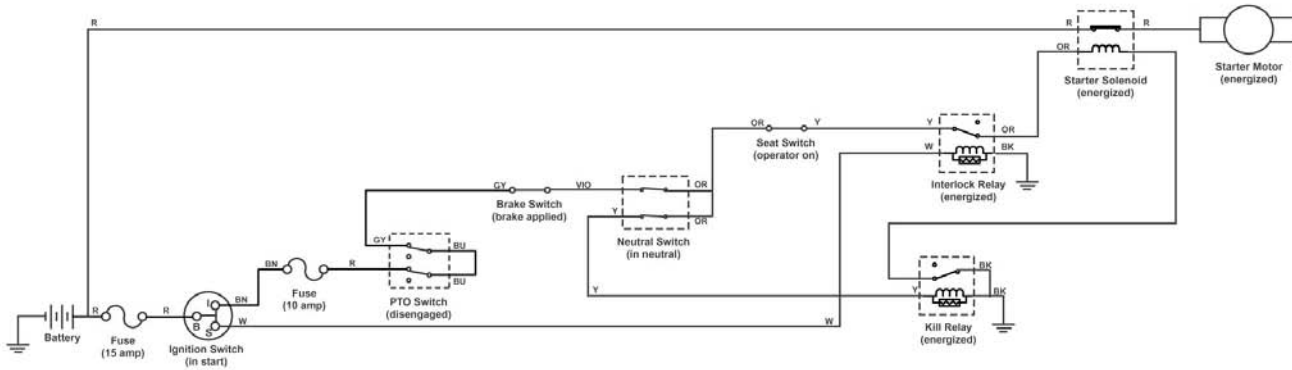 R
R
R
OR
Starter Solenoid
(energized)
Starter Motor
(energized)
OR
Y
Seat Switch
(operator on)
Y
OR
W
BK
Interlock Relay
(energized)
GY
VIO
Brake Switch
(brake applied)
OR
Y
OR
Neutral Switch
(in neutral)
GY
BU
BU
PTO Switch
(disengaged)
BN
R
Fuse
(10 amp)
BK
Y
Y
BK
Kill Relay
(energized)
R
Battery
Fuse
(15 amp)
R
I
B
S
BN
W
W
Ignition Switch
(in start)